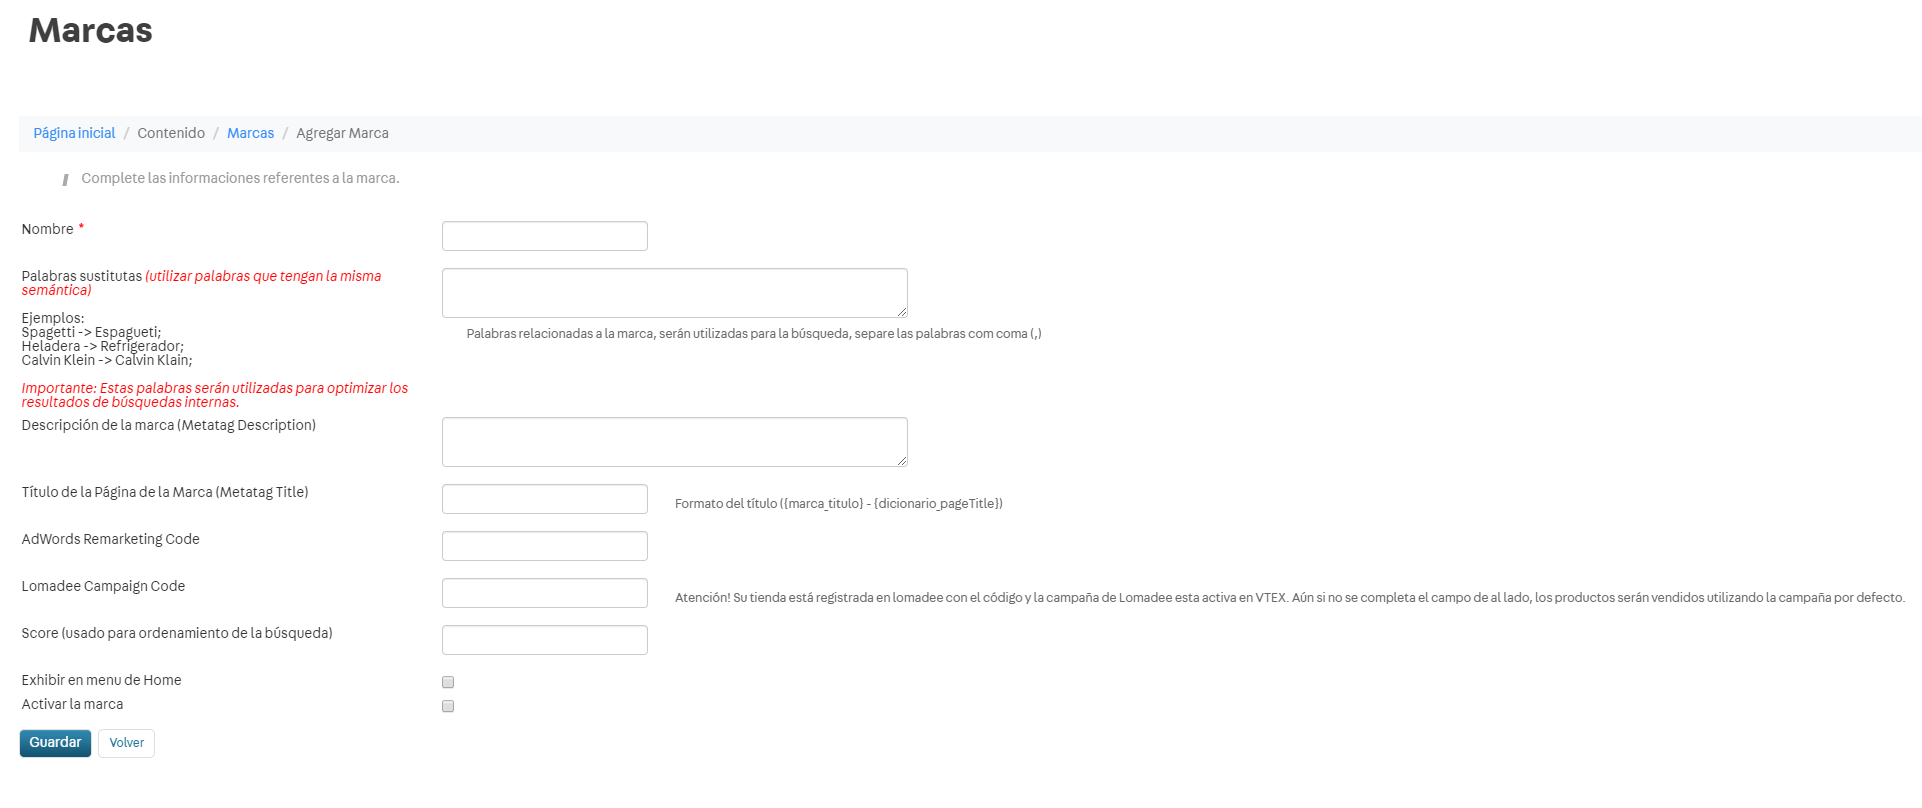 Marcas
Página inicial / Contenido / Marcas / Agregar Marca
Complete las informaciones referentes a la marca.
Nombre *
Palabras sustitutas (utilizar palabras que tengan la misma
semántica)
Ejemplos:
Spagetti -> Espagueti;
Heladera -> Refrigerador;
Calvin Klein -> Calvin Klain;
Palabras relacionadas a la marca, serán utilizadas para la búsqueda, separe las palabras com coma (,)
Importante: Estas palabras serán utilizadas para optimizar los
resultados de búsquedas internas.
Descripción de la marca (Metatag Description)
Título de la Página de la Marca (Metatag Title)
Formato del título ({marca_titulo} - {dicionario_pageTitle})
AdWords Remarketing Code
Lomadee Campaign Code
Atención! Su tienda está registrada en lomadee con el código y la campaña de Lomadee esta activa en VTEX. Aún si no se completa el campo de al lado, los productos serán vendidos utilizando la campaña por defecto.
Score (usado para ordenamiento de la búsqueda)
Exhibir en menu de Home
Activar la marca
Guardar Volver